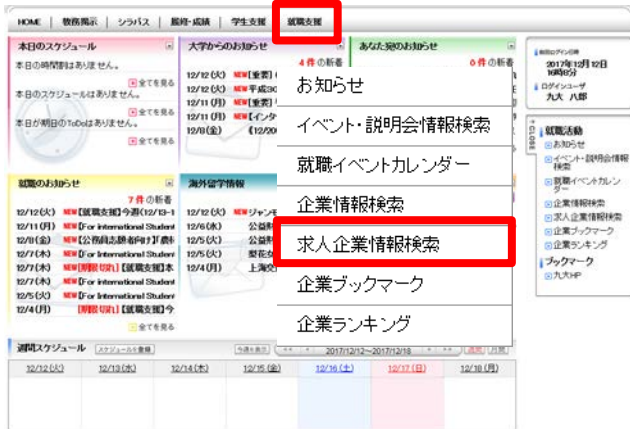 HOME 教務掲示 シラバス 履修・成績 学生支援 就職支援
本日のスケジュール
本日の時間割はありません。
全てを見る
本日のスケジュールはありません。
全てを見る
本日が期日のToDoはありません。
全てを見る
大学からのお知らせ
4件の新着
12/12(火) NEW【重要】
12/12(火) NEW 平成30
12/11(月) NEW【重要】
12/11(月) NEW【インタ
12/8(金) 《12/20
あなた宛のお知らせ
0件の新着
お知らせ
イベント・説明会情報検索
就職イベントカレンダー
企業情報検索
求人企業情報検索
企業ブックマーク
企業ランキング
就職のお知らせ
7件の新着
12/12(火) NEW【就職支援】今週(12/13-1
12/11(月) NEW【For International Student
12/8(金) NEW【公務員志願者向け】「農林
12/7(木) NEW【For International Student
12/7(木) NEW【期限切れ】【就職支援】本
12/7(木) NEW【For International Student
12/5(火) NEW【For International Student
12/4(月) 【期限切れ】【就職支援】今
全てを見る
海外留学情報
12/12(火) NEW ジャンモ
12/6(水) 公益財
12/5(火) 公益財
12/5(火) 梨花女
12/4(月) 上海交
前回ログイン日時
2017年12月12日
16時8分
ログインユーザ
九大 八郎
CLOSE
就職活動
お知らせ
イベント・説明会情報
検索
就職イベントカレン
ダー
企業情報検索
求人企業情報検索
企業ブックマーク
企業ランキング
ブックマーク
九大HP
週間スケジュール スケジュールを登録 今週を表示 2017/12/12~2017/12/18 週間 月間
12/12(火) 12/13(水) 12/14(木) 12/15(金) 12/16(土) 12/17(日) 12/18(月)